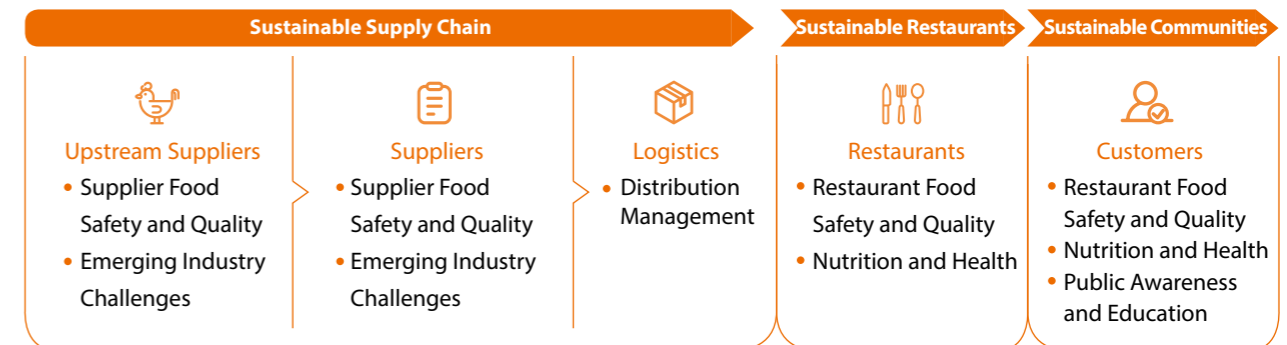 Sustainable Supply Chain
Sustainable Restaurants
Sustainable Communities
Upstream Suppliers
• Supplier Food
Safety and Quality
• Emerging Industry
Challenges
Suppliers
• Supplier Food
Safety and Quality
• Emerging Industry
Challenges
Logistics
• Distribution
Management
Restaurants
• Restaurant Food
Safety and Quality
• Nutrition and Health
Customers
• Restaurant Food
Safety and Quality
• Nutrition and Health
• Public Awareness
and Education